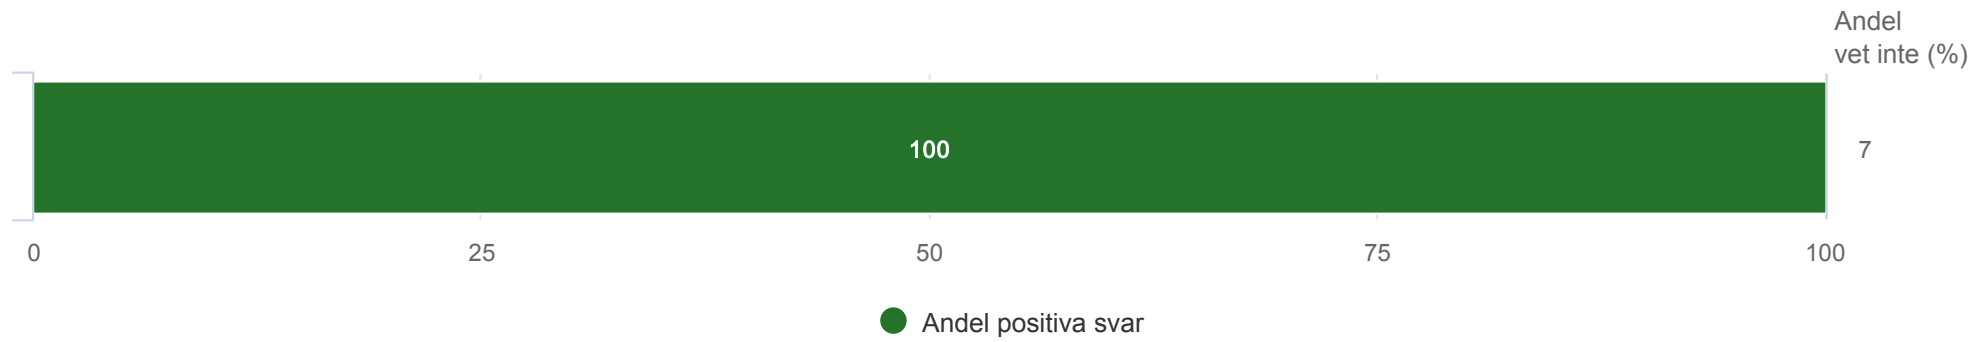 Andel
vet inte (%)
100
7
0 25 50 75 100
Andel positiva svar